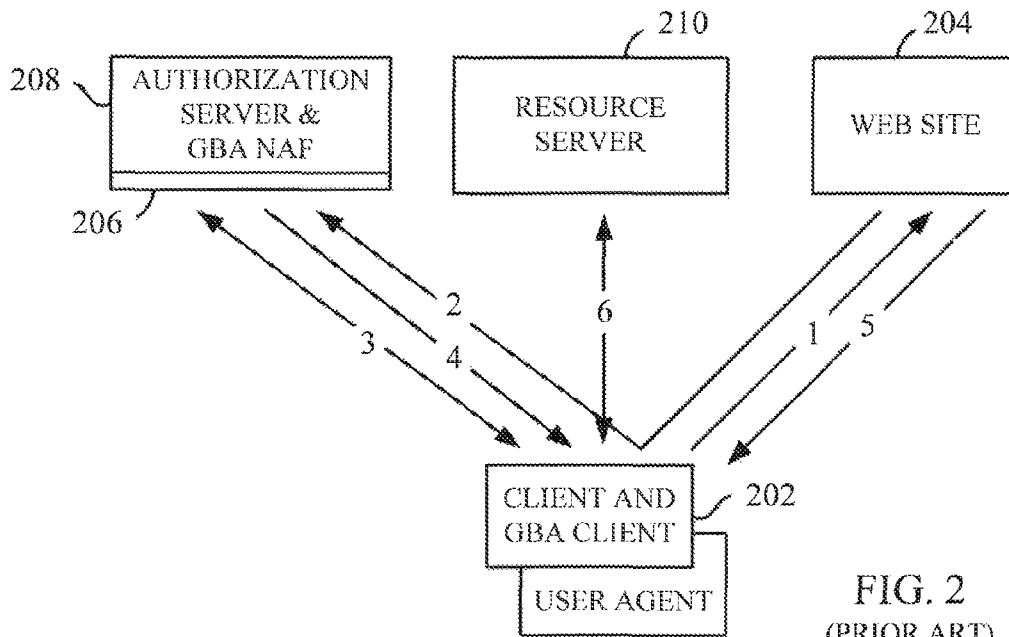 210
204
208
AUTHORIZATION
SERVER &
GBA NAF
RESOURCE
SERVER
WEB SITE
206
2
3
4
6
1
5
CLIENT AND
GBA CLIENT
202
USER AGENT
FIG. 2
(PRIOR ART)